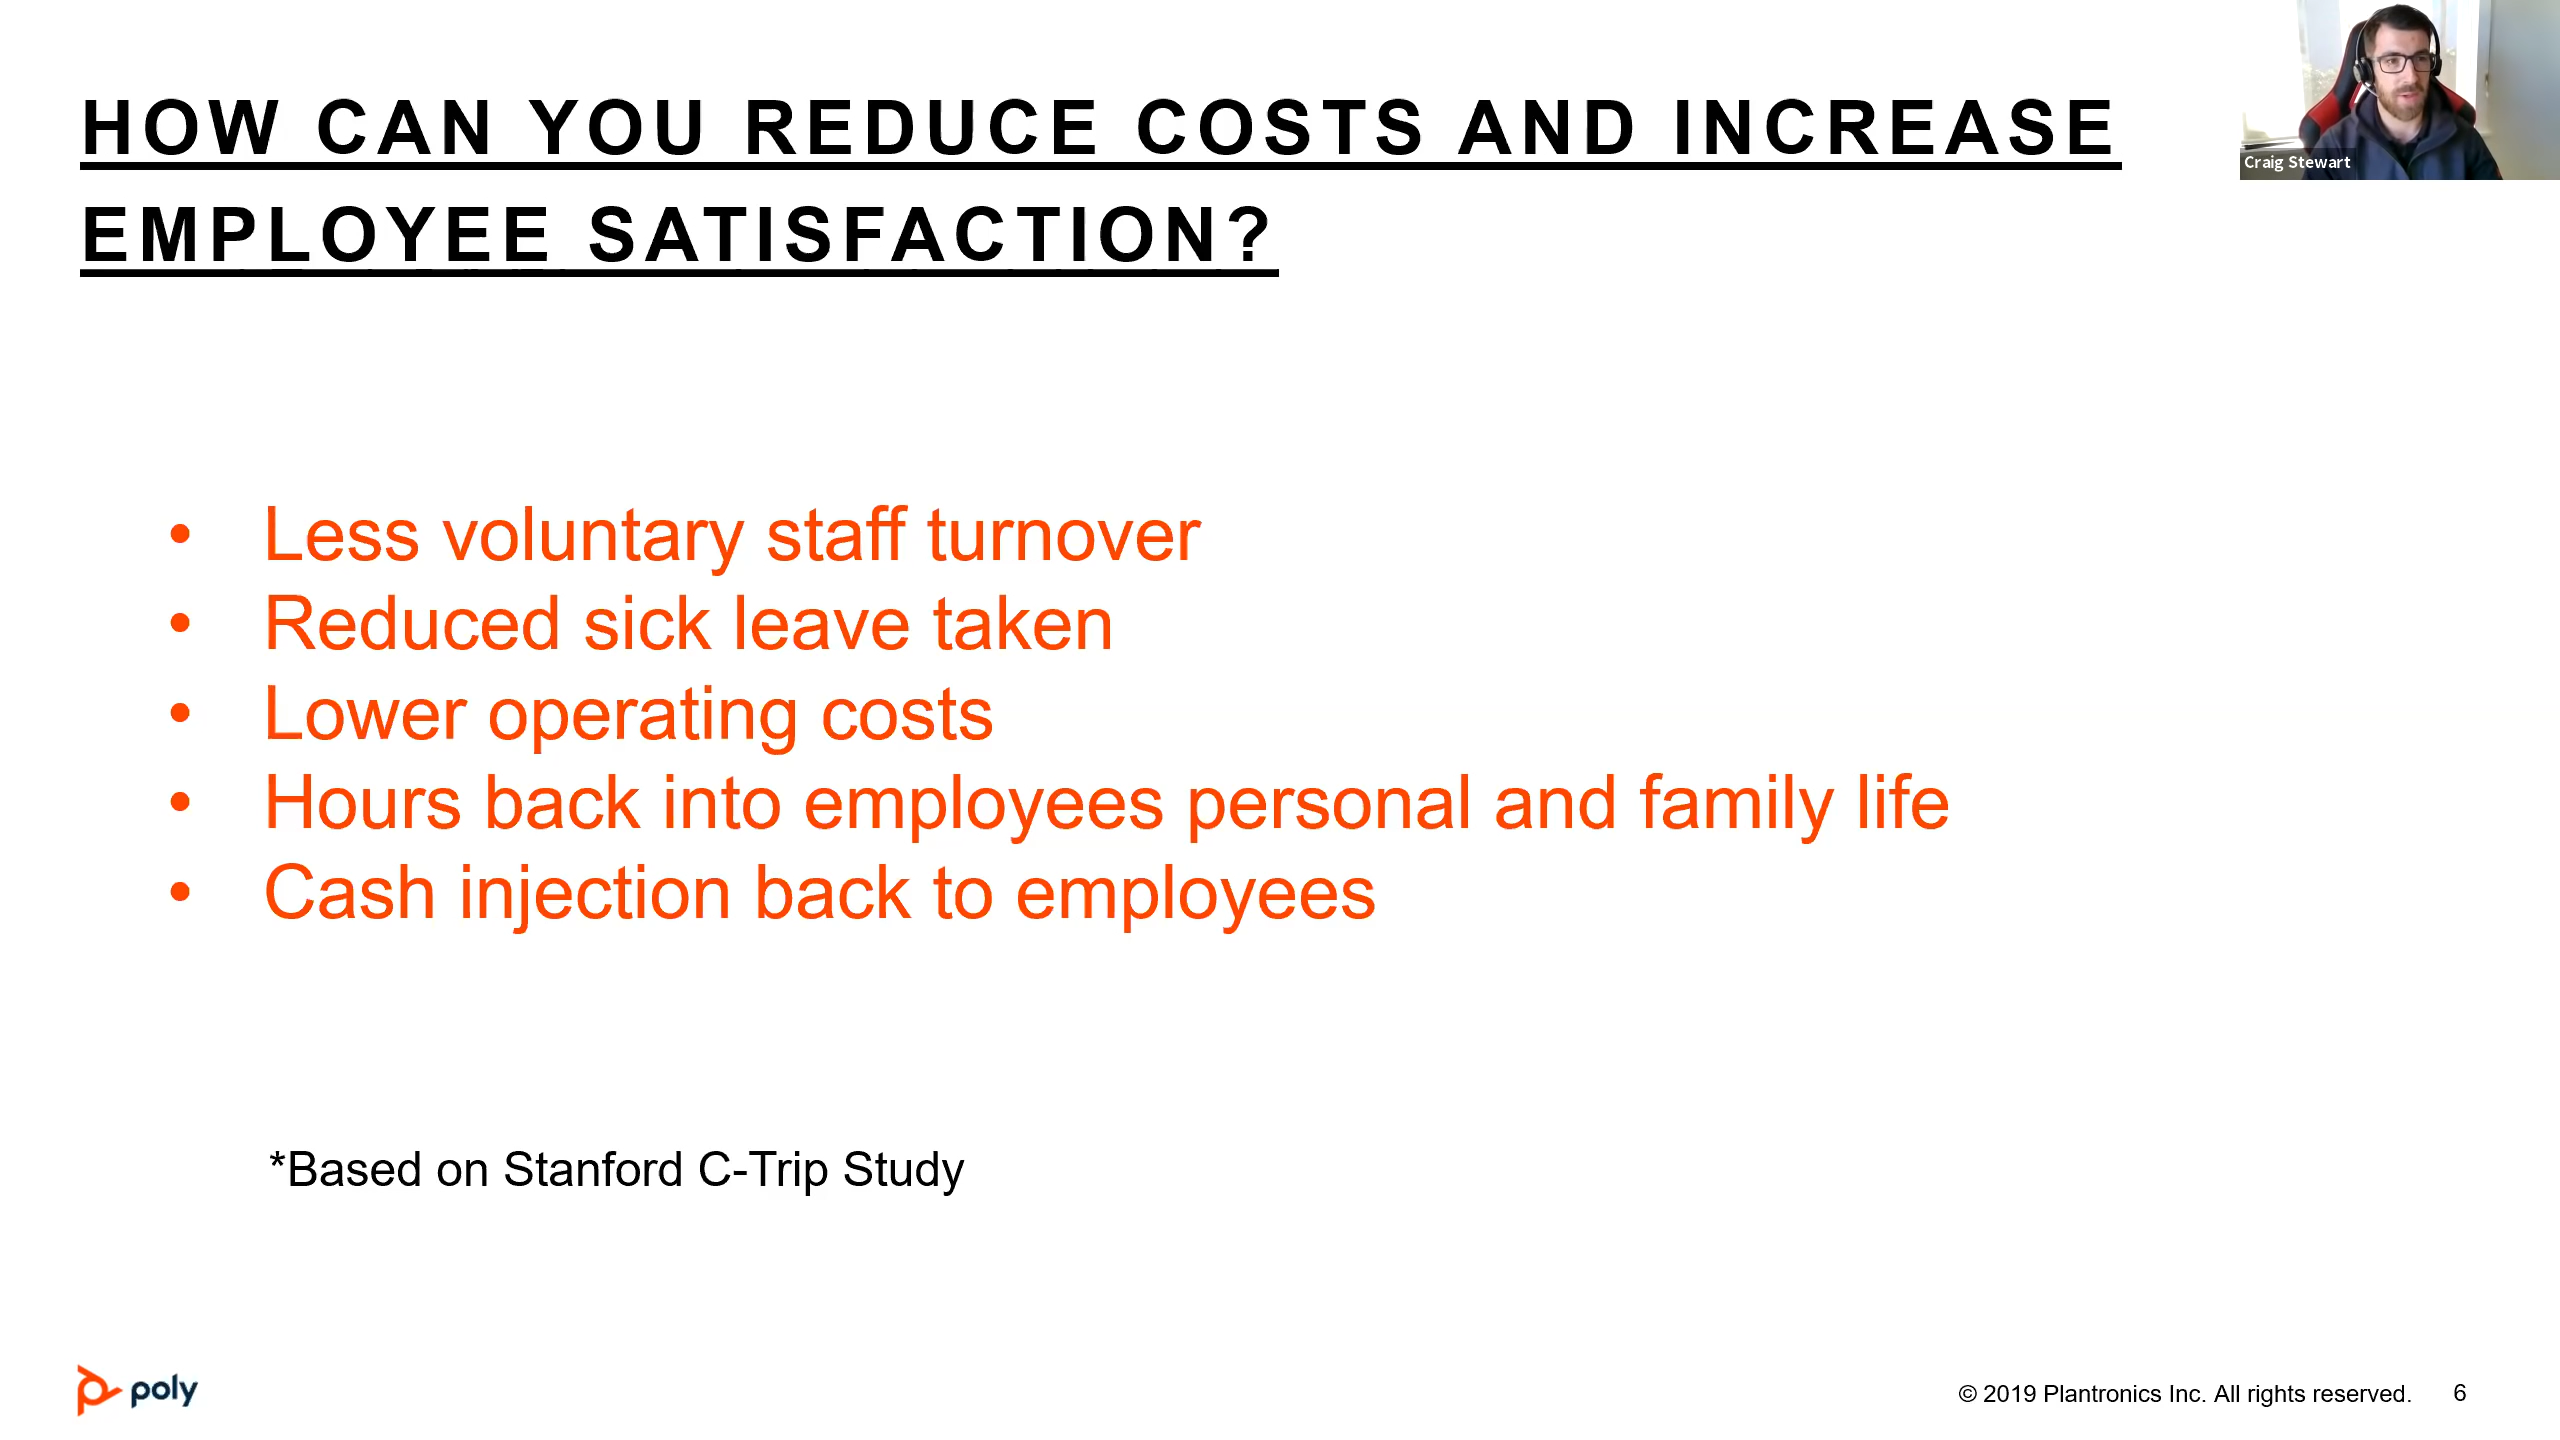 HOW CAN YOU REDUCE COSTS AND INCREASE
EMPLOYEE SATISFACTION?
Craig Stewart
• Less voluntary staff turnover
• Reduced sick leave taken
• Lower operating costs
• Hours back into employees personal and family life
• Cash injection back to employees
*Based on Stanford C-Trip Study
poly
© 2019 Plantronics Inc. All rights reserved. 6